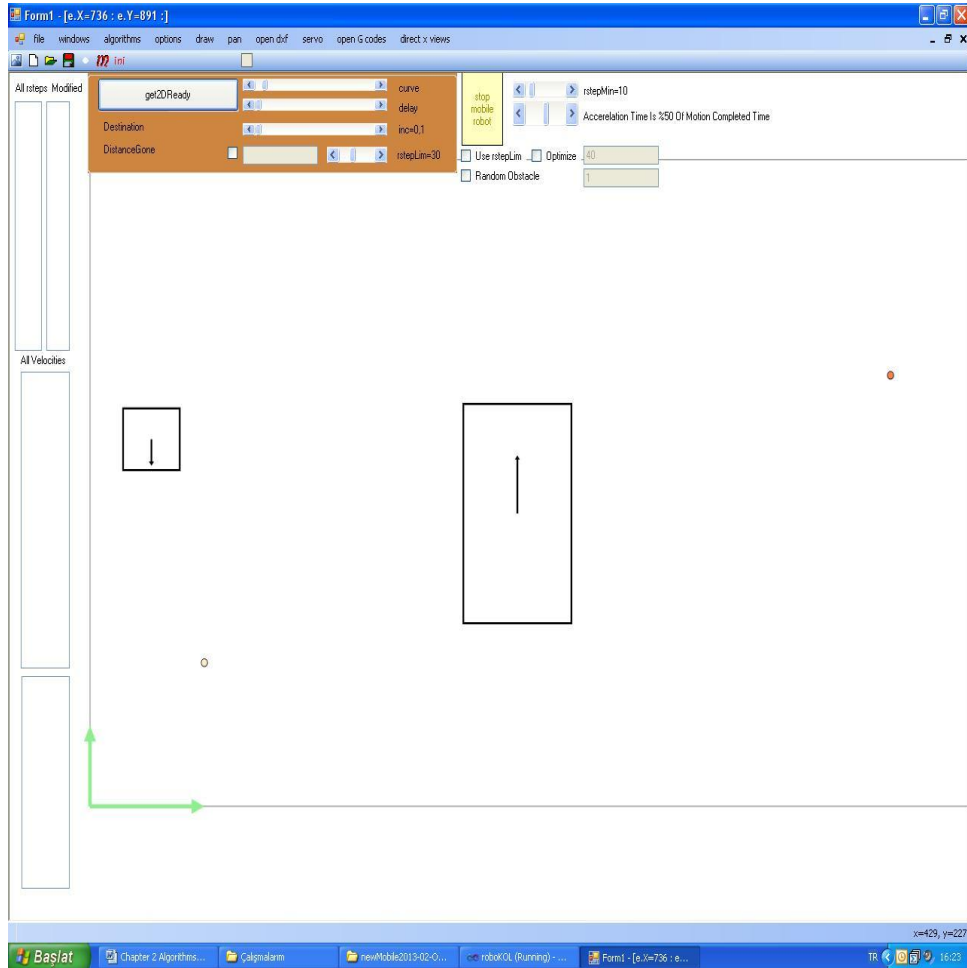 Form1 - [e.X=736 : e.Y=891 :]
file windows algorithms options draw pan open dxf servo open G codes direct x views
m ini
All rsteps Modified
get2DReady
curve
delay
Destination
inc=0,1
DistanceGone
rstepLim=30
stop
mobile
robot
rstepMin=10
Accerelation Time Is %50 Of Motion Completed Time
Use rstepLim
Optimize
40
Random Obstacle
1
All Velocities
x=429, y=227
Başlat
Chapter 2 Algorithms...
Çalışmalarım
newMobile2013-02-O...
roboKOL (Running) - ...
Form1 - [e.X=736 : e...
TR
16:23